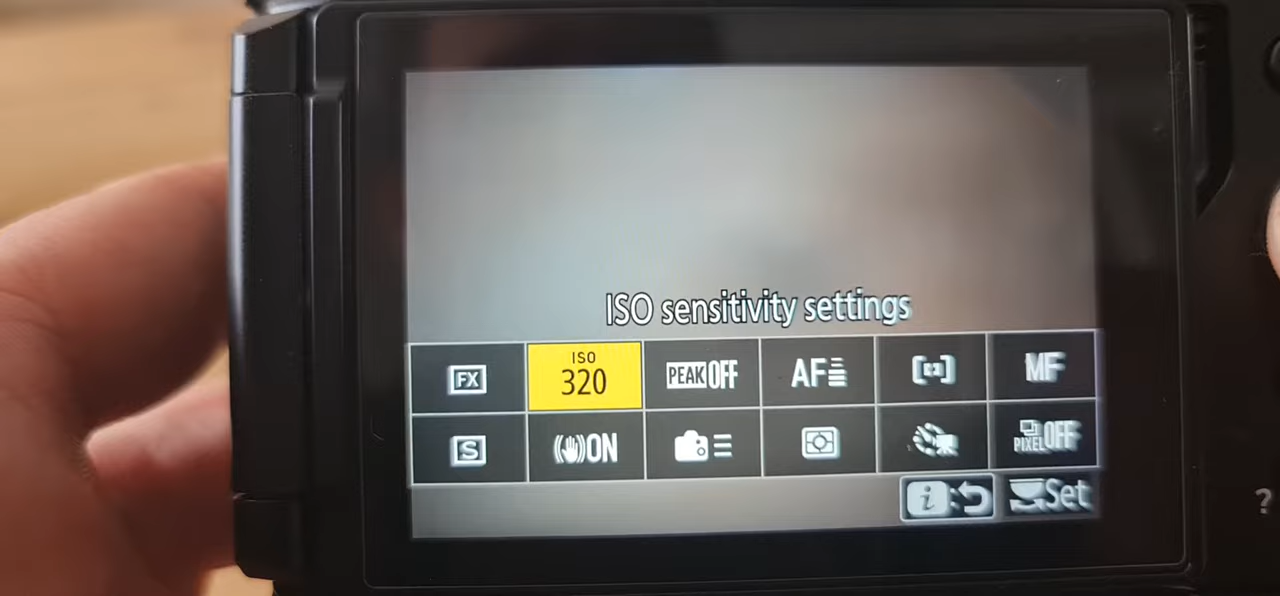 ISO sensitivity settings
FX ISO 320 PEAK OFF AF MF
S ON PIXEL OFF
i Set
?